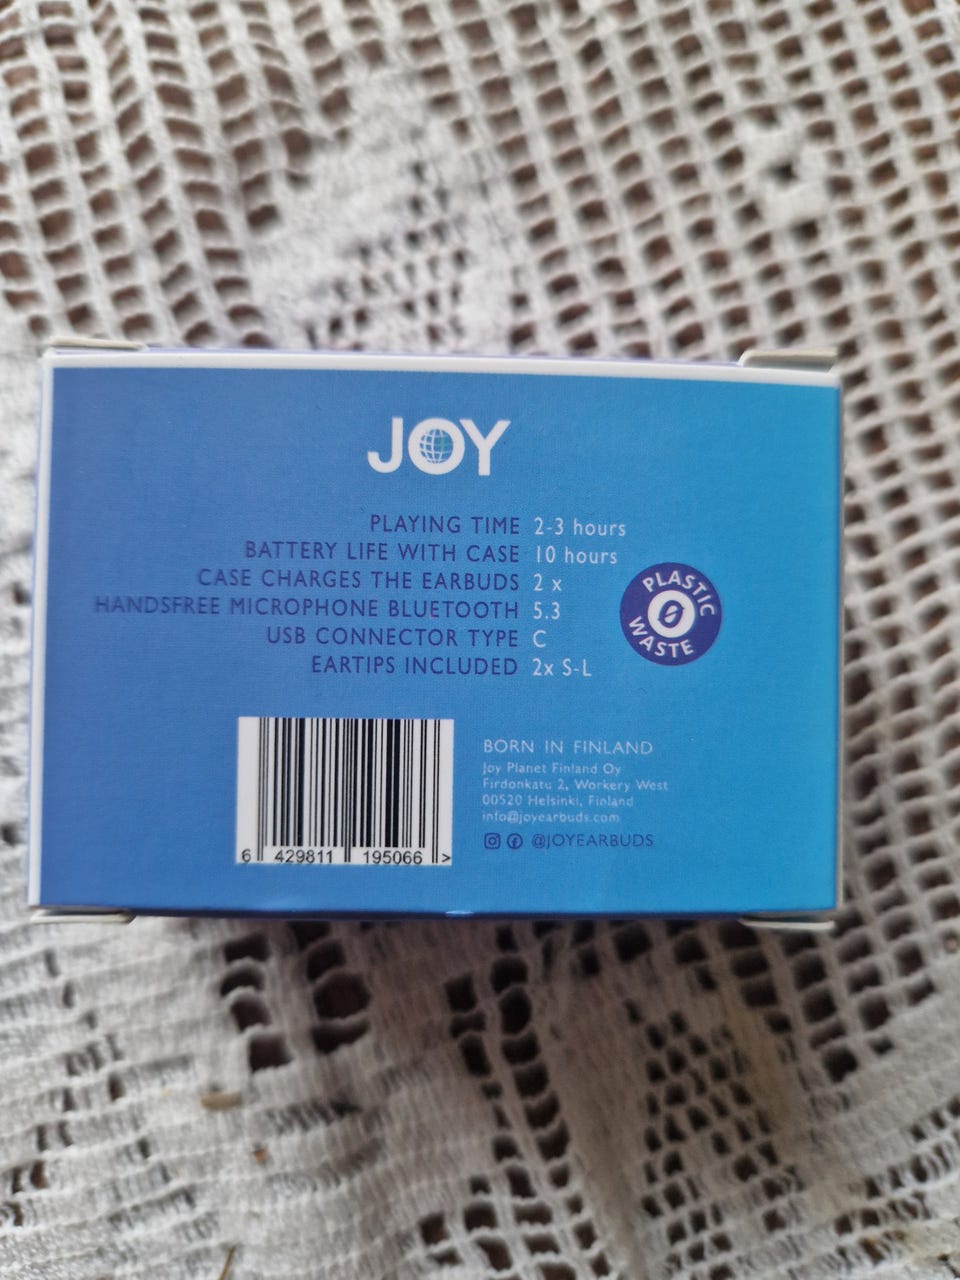 JOY
PLAYING TIME 2-3 hours
BATTERY LIFE WITH CASE 10 hours
CASE CHARGES THE EARBUDS 2 x
HANDSFREE MICROPHONE BLUETOOTH 5.3
USB CONNECTOR TYPE C
EARTIPS INCLUDED 2x S-L
PLASTIC
0
WASTE
6 429811 195066 >
BORN IN FINLAND
Joy Planet Finland Oy
Firdonkatu 2, Workery West
00520 Helsinki, Finland
info@joyearbuds.com
@JOYEARBUDS